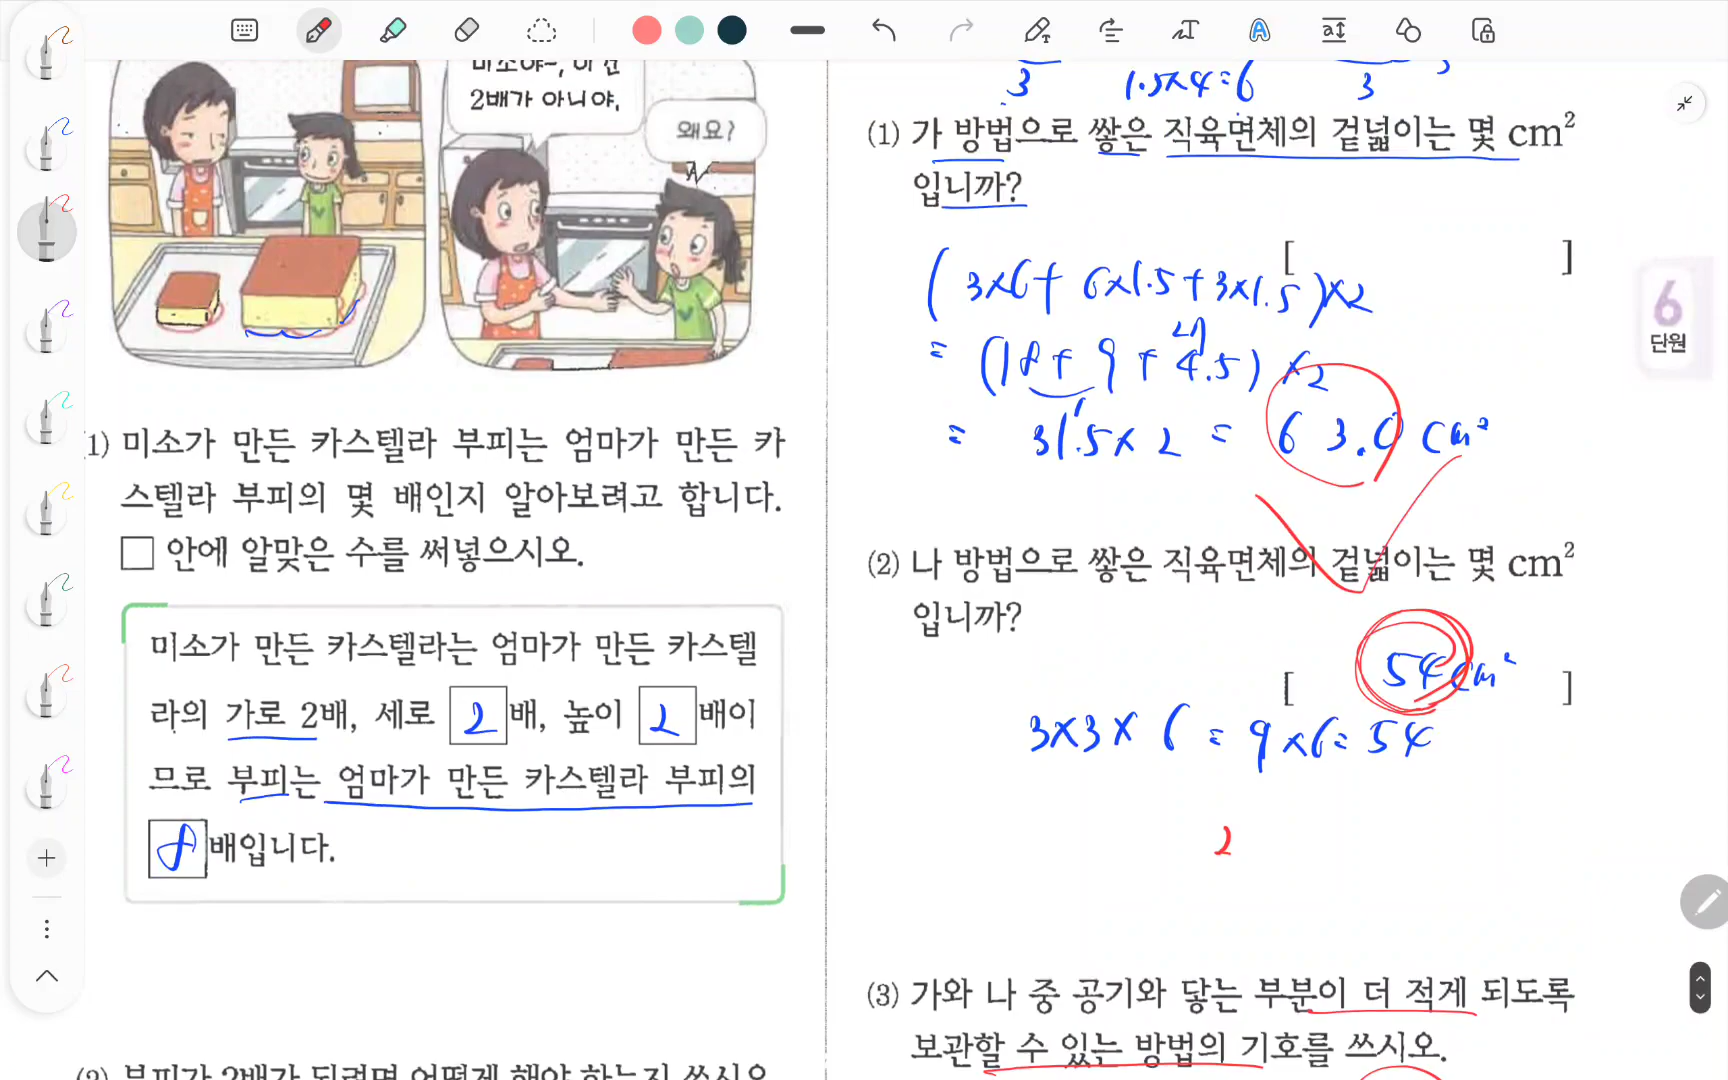 2배가 아니야,
왜요?
(1) 미소가 만든 카스텔라 부피는 엄마가 만든 카
스텔라 부피의 몇 배인지 알아보려고 합니다.
□ 안에 알맞은 수를 써넣으시오.
미소가 만든 카스텔라는 엄마가 만든 카스텔
라의 가로 2배, 세로 2 배, 높이 2 배이
므로 부피는 엄마가 만든 카스텔라 부피의
8 배입니다.
3 1.5×4=6 3
(1) 가 방법으로 쌓은 직육면체의 겉넓이는 몇 cm²
입니까?
[ ]
(3×6+6×1.5+3×1.5)×2
= (18+9+4.5)×2
= 31.5×2 = 63.0 cm²
(2) 나 방법으로 쌓은 직육면체의 겉넓이는 몇 cm²
입니까?
[ 54cm² ]
3×3×6=9×6=54
2
(3) 가와 나 중 공기와 닿는 부분이 더 적게 되도록
보관할 수 있는 방법의 기호를 쓰시오.
6
단원